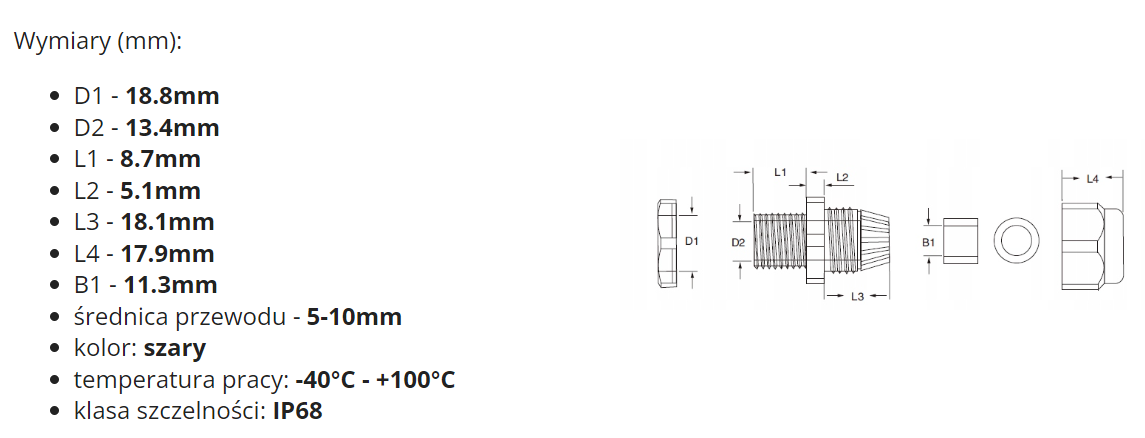 Wymiary (mm):
D1 - 18.8mm
D2 - 13.4mm
L1 - 8.7mm
L2 - 5.1mm
L3 - 18.1mm
L4 - 17.9mm
B1 - 11.3mm
średnica przewodu - 5-10mm
kolor: szary
temperatura pracy: -40°C - +100°C
klasa szczelności: IP68
L1
L2
L4
D1
D2
B1
L3